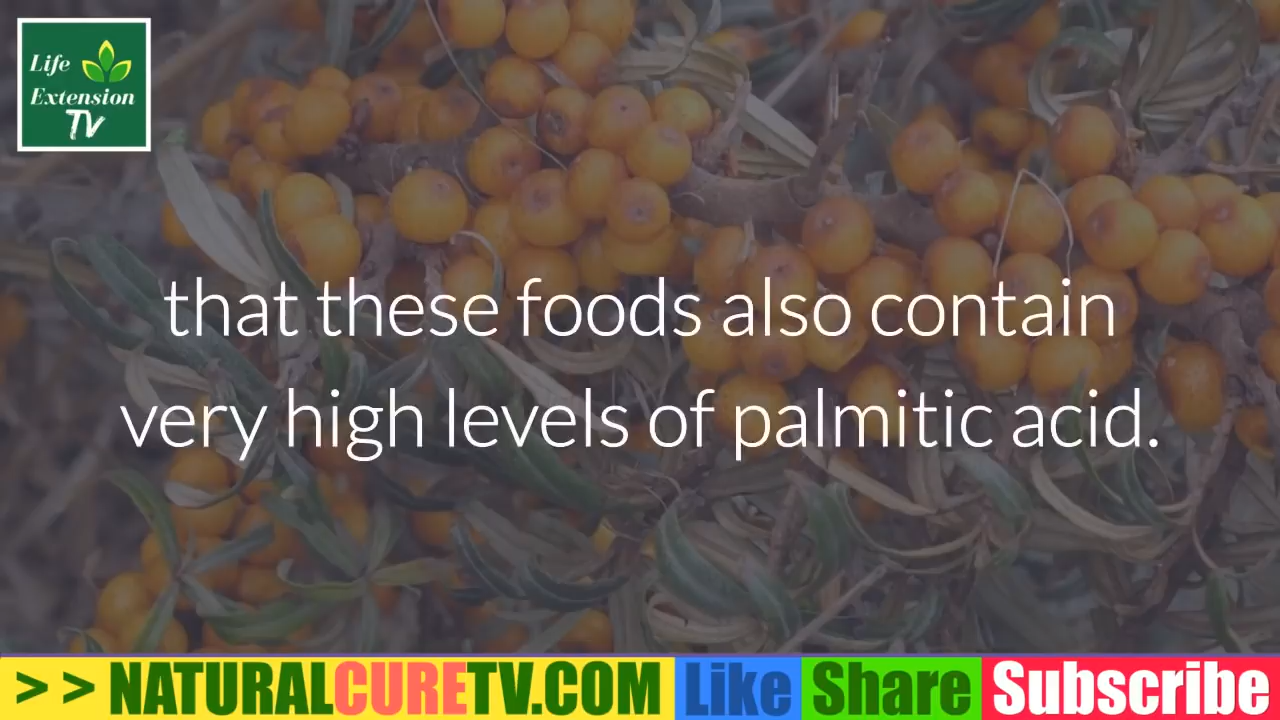 Life
Extension
TV
that these foods also contain
very high levels of palmitic acid.
>> NATURALCURETV.COM Like Share Subscribe